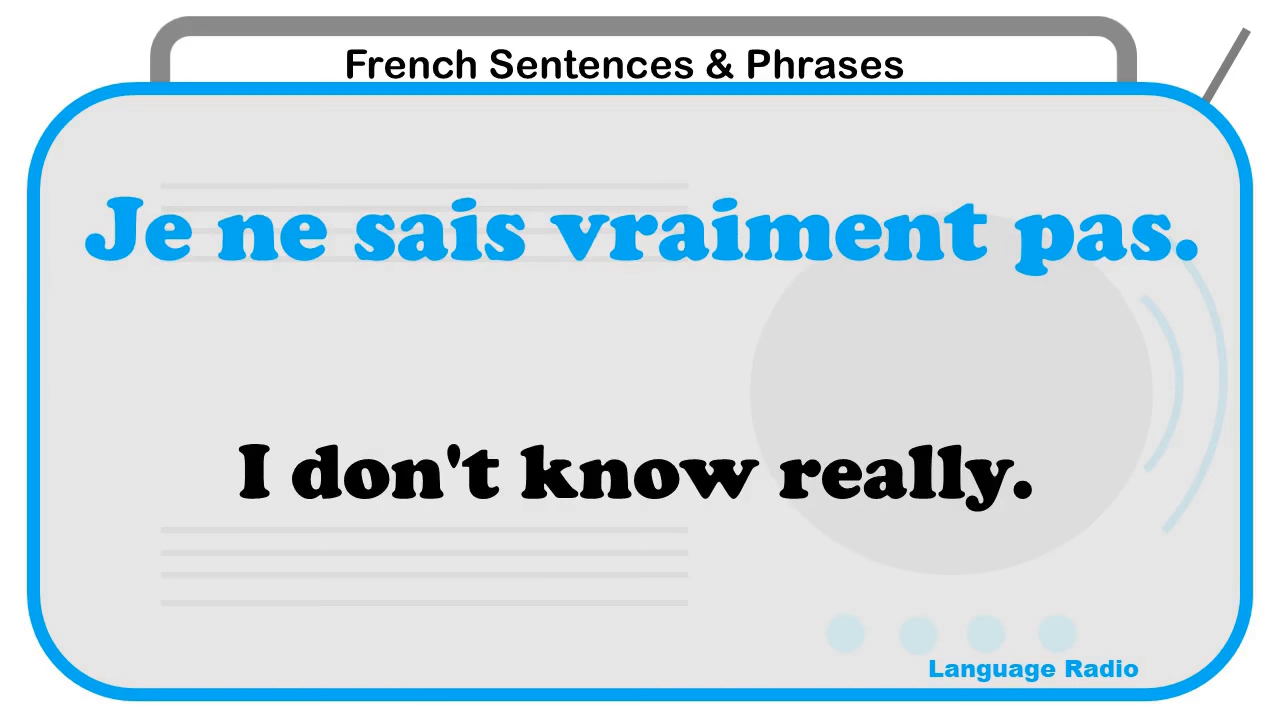 French Sentences & Phrases
Je ne sais vraiment pas.
I don't know really.
Language Radio